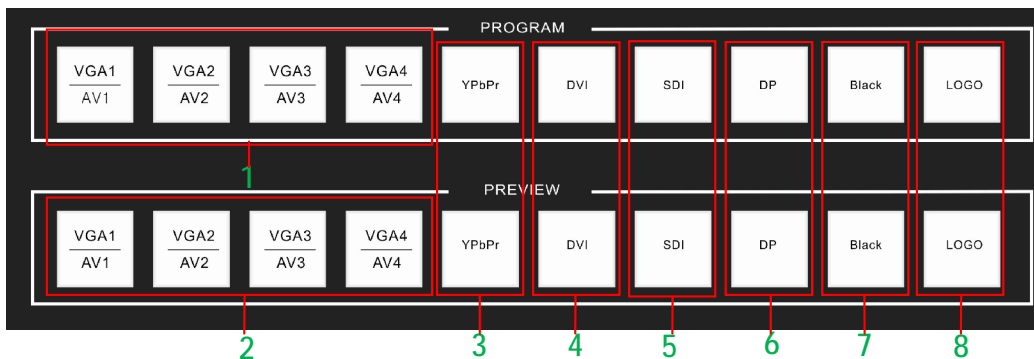 PROGRAM
VGA1 VGA2 VGA3 VGA4 YPbPr DVI SDI DP Black LOGO
AV1 AV2 AV3 AV4
1
PREVIEW
VGA1 VGA2 VGA3 VGA4 YPbPr DVI SDI DP Black LOGO
AV1 AV2 AV3 AV4
2 3 4 5 6 7 8